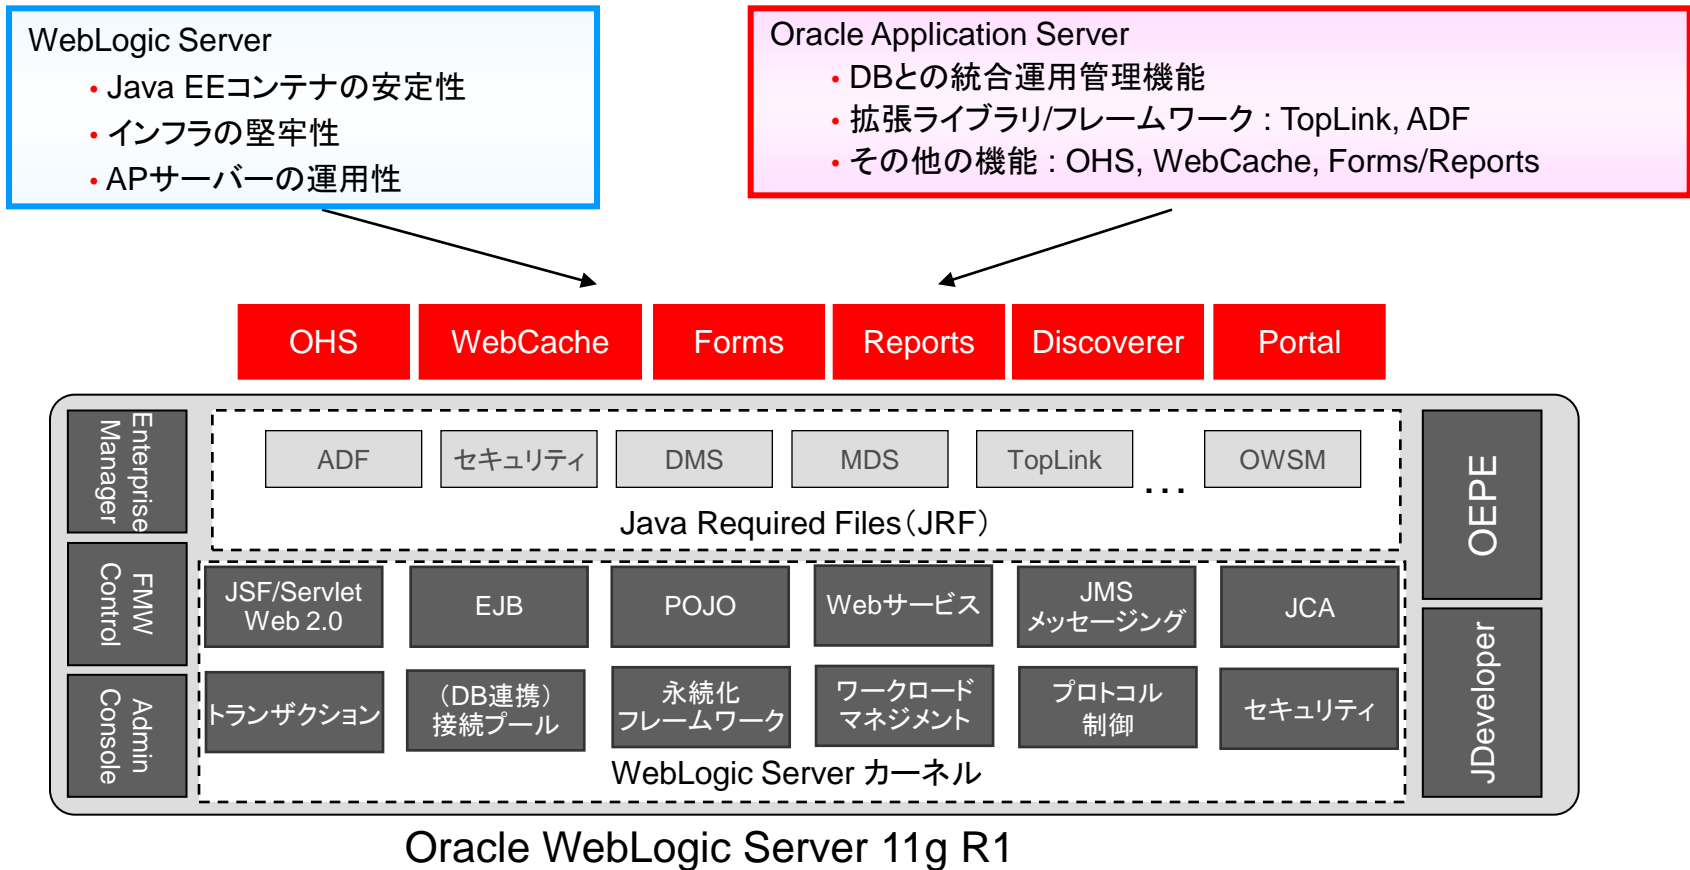 WebLogic Server
• Java EEコンテナの安定性
• インフラの堅牢性
• APサーバーの運用性
Oracle Application Server
• DBとの統合運用管理機能
• 拡張ライブラリ/フレームワーク : TopLink, ADF
• その他の機能 : OHS, WebCache, Forms/Reports
OHS
WebCache
Forms
Reports
Discoverer
Portal
Enterprise
Manager
FMW
Control
Admin
Console
ADF
セキュリティ
DMS
MDS
TopLink
...
OWSM
Java Required Files（JRF）
JSF/Servlet
Web 2.0
EJB
POJO
Webサービス
JMS
メッセージング
JCA
トランザクション
（DB連携）
接続プール
永続化
フレームワーク
ワークロード
マネジメント
プロトコル
制御
セキュリティ
WebLogic Server カーネル
OEPE
JDeveloper
Oracle WebLogic Server 11g R1